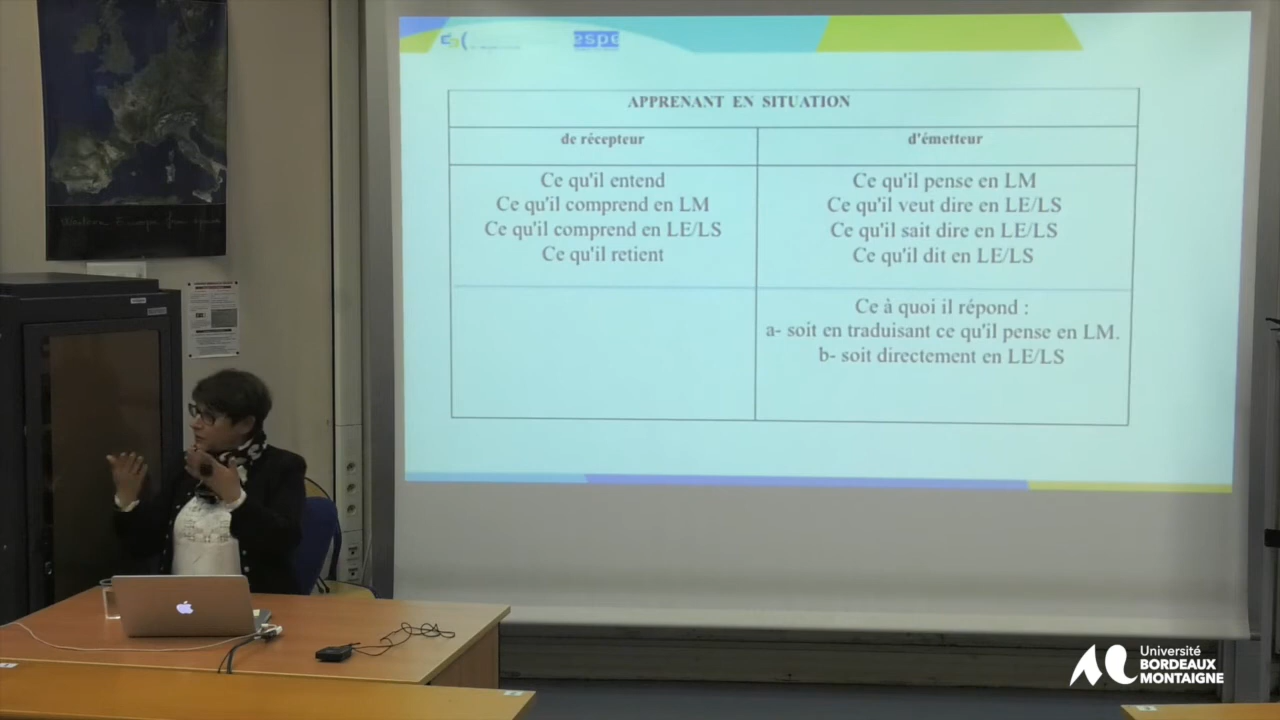 espe
APPRENANT EN SITUATION
de récepteur
d'émetteur
Ce qu'il entend
Ce qu'il comprend en LM
Ce qu'il comprend en LE/LS
Ce qu'il retient
Ce qu'il pense en LM
Ce qu'il veut dire en LE/LS
Ce qu'il sait dire en LE/LS
Ce qu'il dit en LE/LS
Ce à quoi il répond :
a- soit en traduisant ce qu'il pense en LM.
b- soit directement en LE/LS
Western Europe from space
Université
BORDEAUX
MONTAIGNE